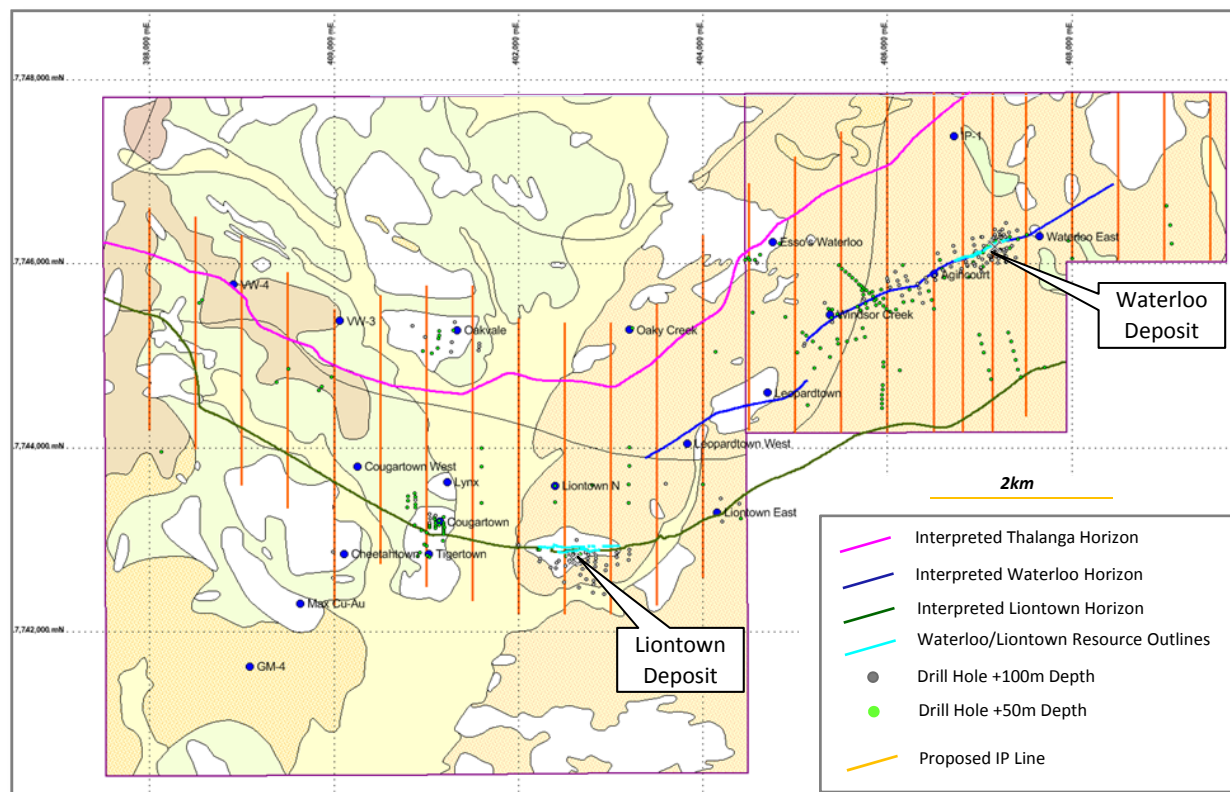 398,000 mE
400,000 mE
402,000 mE
404,000 mE
406,000 mE
408,000 mE
7,748,000 mN
IP-1
Esso's Waterloo
Waterloo East
7,746,000 mN
VW-4
Agincourt
Waterloo
Deposit
VW-3
Oakvale
Oaky Creek
Windsor Creek
Leopardtown
7,744,000 mN
Leopardtown West
Cougartown West
Lynx
Liontown N
2km
Cougartown
Liontown East
Cheetahtown
Tigertown
Max Cu-Au
7,742,000 mN
Liontown
Deposit
GM-4
Interpreted Thalanga Horizon
Interpreted Waterloo Horizon
Interpreted Liontown Horizon
Waterloo/Liontown Resource Outlines
Drill Hole +100m Depth
Drill Hole +50m Depth
Proposed IP Line